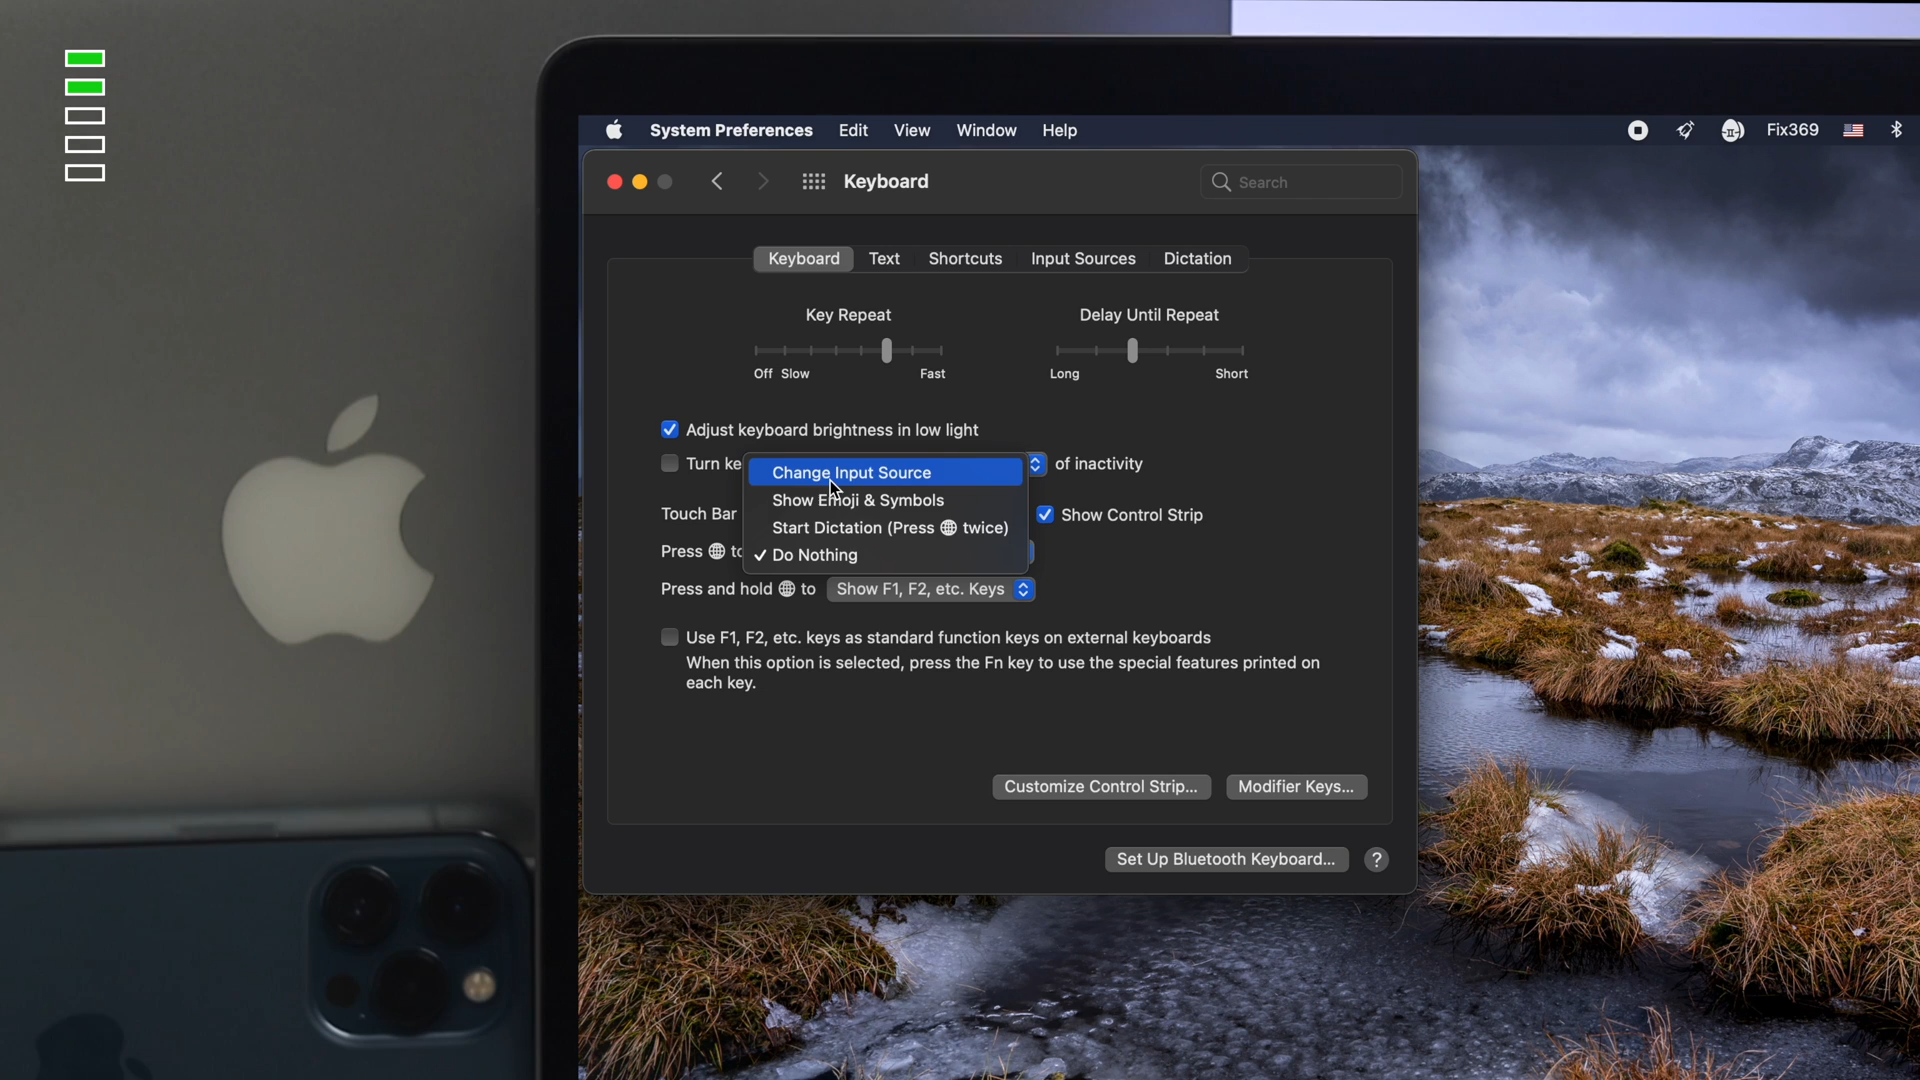 System Preferences Edit View Window Help Fix369
Keyboard Search
Keyboard Text Shortcuts Input Sources Dictation
Key Repeat Delay Until Repeat
Off Slow Fast Long Short
Adjust keyboard brightness in low light
Turn ke of inactivity
Change Input Source
Show Emoji & Symbols
Touch Bar Show Control Strip
Start Dictation (Press twice)
Press to
Do Nothing
Press and hold to Show F1, F2, etc. Keys
Use F1, F2, etc. keys as standard function keys on external keyboards
When this option is selected, press the Fn key to use the special features printed on
each key.
Customize Control Strip... Modifier Keys...
Set Up Bluetooth Keyboard... ?